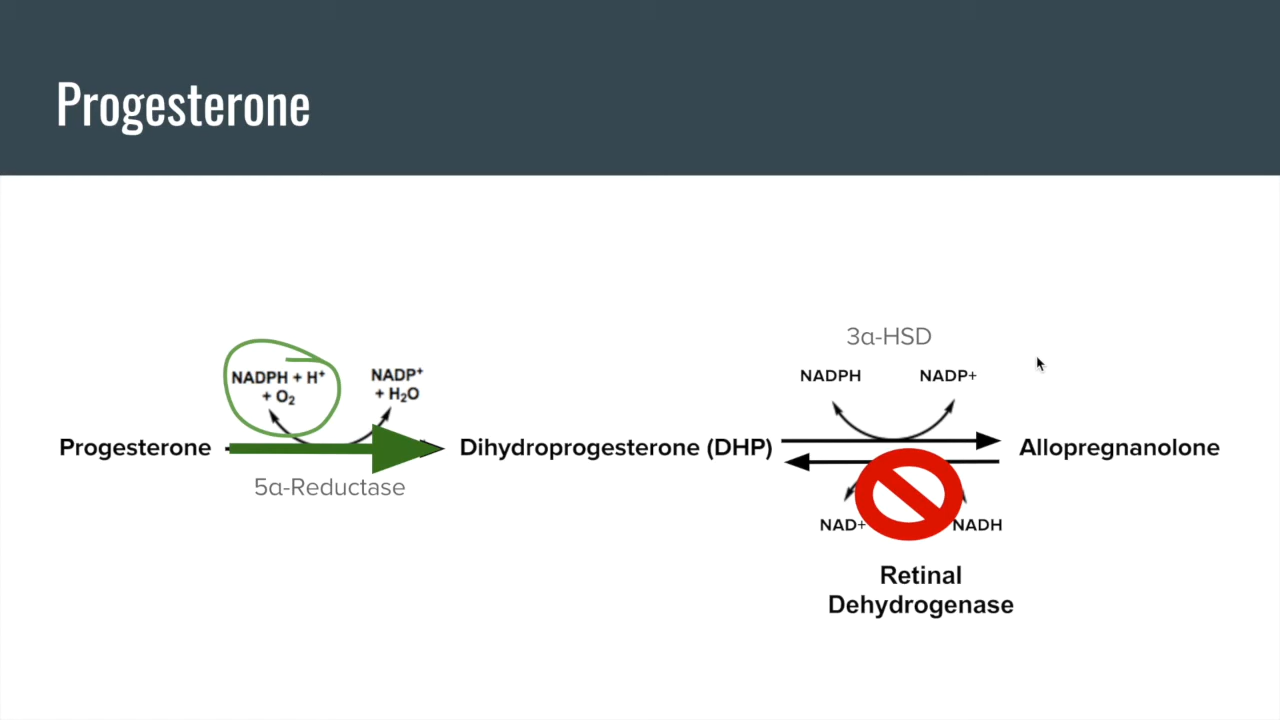 Progesterone
3α-HSD
NADPH + H⁺
+ O₂
NADP⁺
+ H₂O
NADPH
NADP+
Progesterone
Dihydroprogesterone (DHP)
Allopregnanolone
5α-Reductase
NAD+
NADH
Retinal
Dehydrogenase